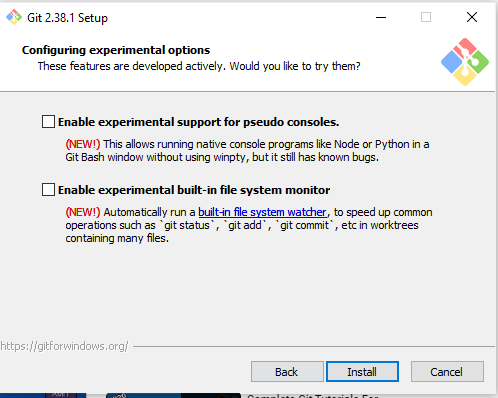 Git 2.38.1 Setup
Configuring experimental options
These features are developed actively. Would you like to try them?
Enable experimental support for pseudo consoles.
(NEW!) This allows running native console programs like Node or Python in a
Git Bash window without using winpty, but it still has known bugs.
Enable experimental built-in file system monitor
(NEW!) Automatically run a built-in file system watcher, to speed up common
operations such as `git status`, `git add`, `git commit`, etc in worktrees
containing many files.
https://gitforwindows.org/
Back
Install
Cancel
Complete Git Tutorials For